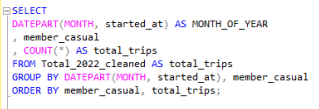 SELECT
DATEPART(MONTH, started_at) AS MONTH_OF_YEAR
, member_casual
, COUNT(*) AS total_trips
FROM Total_2022_cleaned AS total_trips
GROUP BY DATEPART(MONTH, started_at), member_casual
ORDER BY member_casual, total_trips;